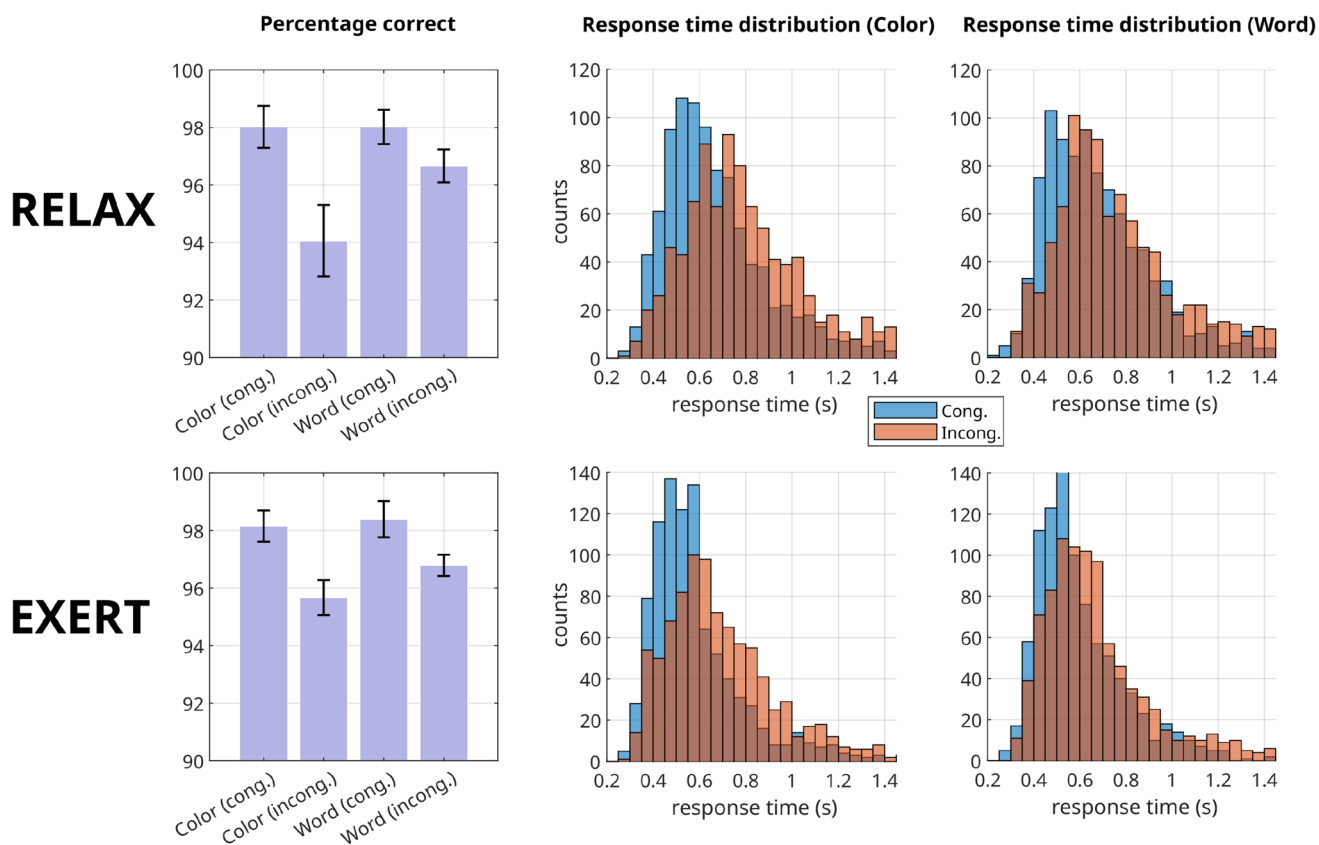 Percentage correct
Response time distribution (Color)
Response time distribution (Word)
RELAX
100
98
96
94
92
90
Color (cong.)
Color (incong.)
Word (cong.)
Word (incong.)
counts
120
100
80
60
40
20
0
0.2 0.4 0.6 0.8 1 1.2 1.4
response time (s)
120
100
80
60
40
20
0
0.2 0.4 0.6 0.8 1 1.2 1.4
response time (s)
Cong.
Incong.
EXERT
100
98
96
94
92
90
Color (cong.)
Color (incong.)
Word (cong.)
Word (incong.)
counts
140
120
100
80
60
40
20
0
0.2 0.4 0.6 0.8 1 1.2 1.4
response time (s)
140
120
100
80
60
40
20
0
0.2 0.4 0.6 0.8 1 1.2 1.4
response time (s)